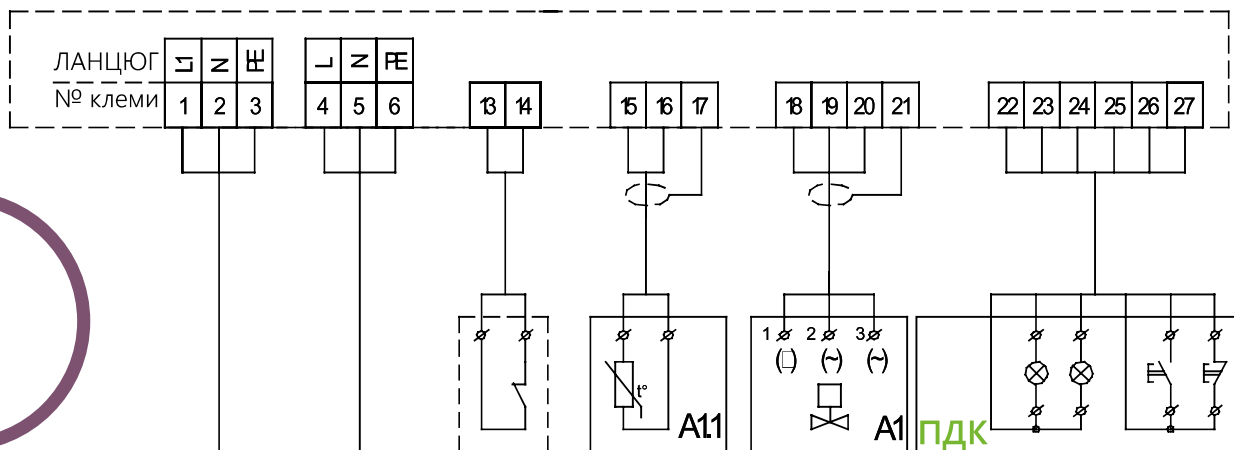 ЛАНЦЮГ L1 N PE L N PE
№ клеми 1 2 3 4 5 6 13 14 15 16 17 18 19 20 21 22 23 24 25 26 27
1 2 3
(~) (~)
t°
A1.1 A1 ПДК